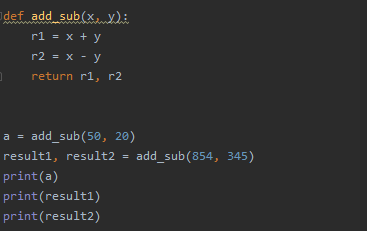 def add_sub(x, y):
    r1 = x + y
    r2 = x - y
    return r1, r2
a = add_sub(50, 20)
result1, result2 = add_sub(854, 345)
print(a)
print(result1)
print(result2)